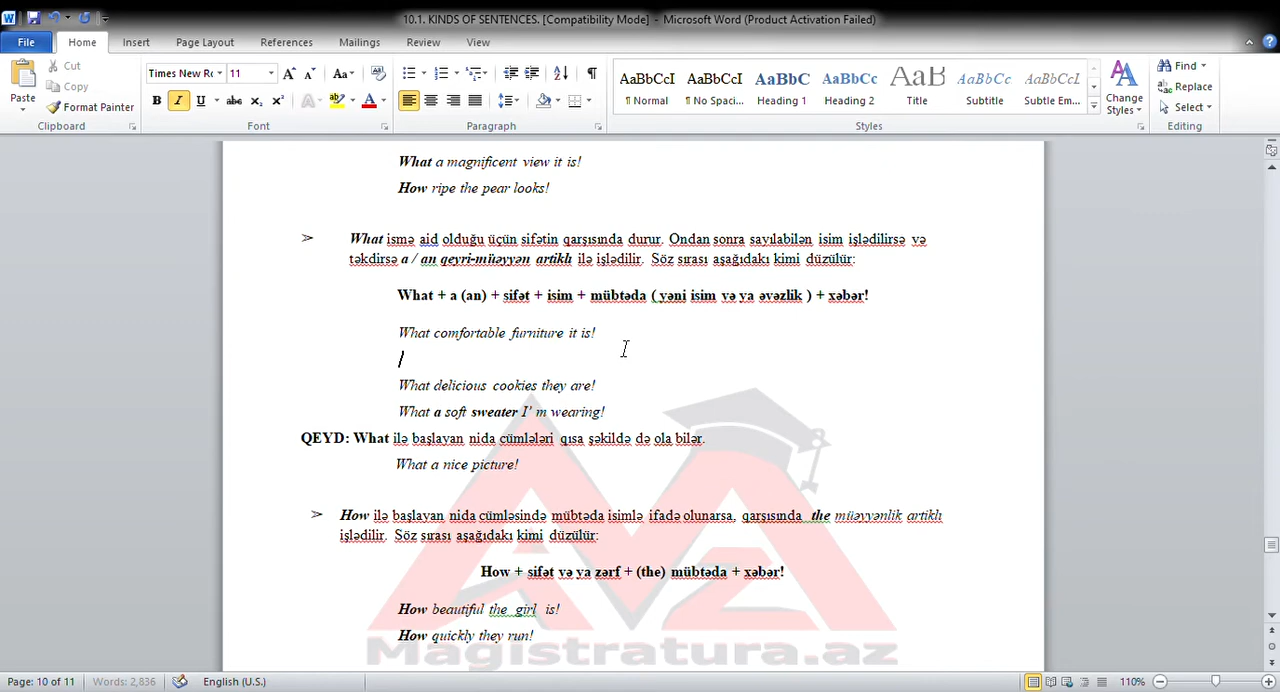 10.1. KINDS OF SENTENCES. [Compatibility Mode] - Microsoft Word (Product Activation Failed)
File Home Insert Page Layout References Mailings Review View
Cut
Copy
Format Painter
Paste
Clipboard
Times New Ro 11
Font
Paragraph
AaBbCcI AaBbCcI AaBbC AaBbCc AaB AaBbCcI AaBbCcI
¶ Normal ¶ No Spaci... Heading 1 Heading 2 Title Subtitle Subtle Em...
Styles
Change Styles
Find
Replace
Select
Editing
What a magnificent view it is!
How ripe the pear looks!
➢ What ismə aid olduğu üçün sifətin qarşısında durur. Ondan sonra sayılabilən isim işlədilirsə və
təkdirsə a / an qeyri-müəyyən artiklı ilə işlədilir. Söz sırası aşağıdakı kimi düzülür:
What + a (an) + sifət + isim + mübtəda ( yəni isim və ya əvəzlik ) + xəbər!
What comfortable furniture it is!
What delicious cookies they are!
What a soft sweater I' m wearing!
QEYD: What ilə başlayan nida cümlələri qısa şəkildə də ola bilər.
What a nice picture!
➢ How ilə başlayan nida cümləsində mübtəda isimlə ifadə olunarsa, qarşısında the müəyyənlik artiklı
işlədilir. Söz sırası aşağıdakı kimi düzülür:
How + sifət və ya zərf + (the) mübtəda + xəbər!
How beautiful the girl is!
How quickly they run!
Magistratura.az
Page: 10 of 11 Words: 2,836 English (U.S.) 110%